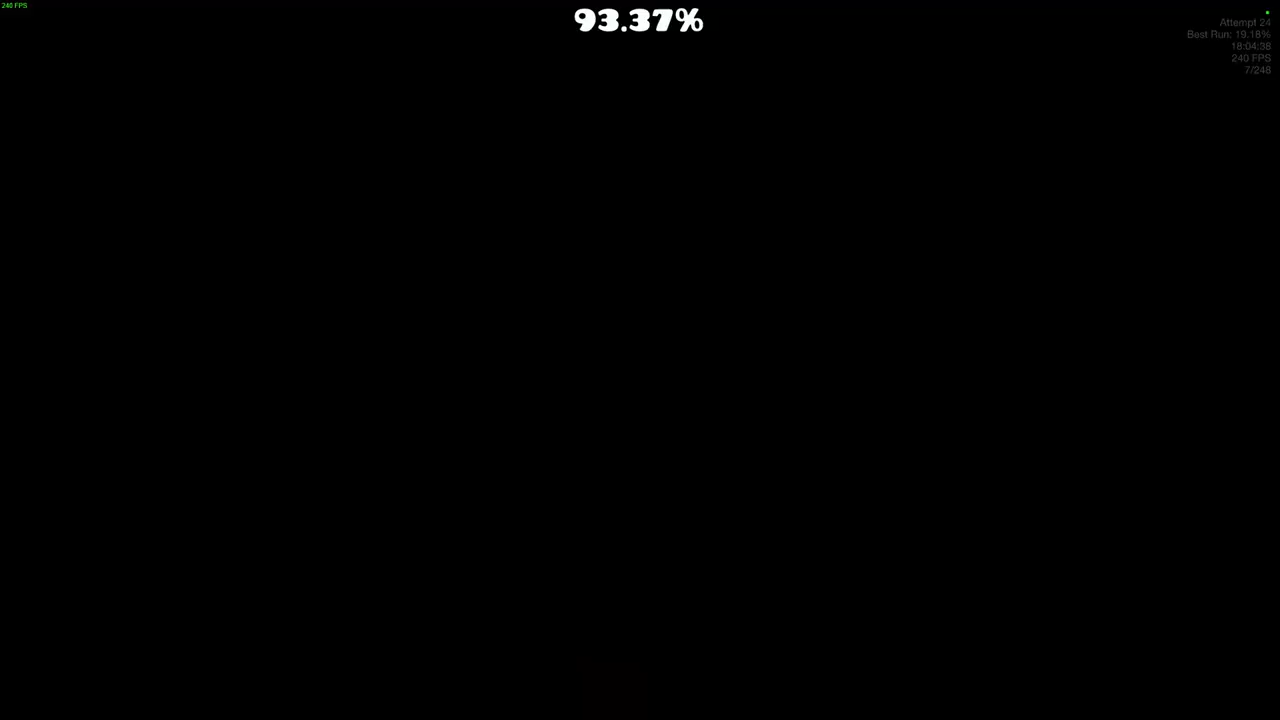 240 FPS
93.37%
Attempt 24
Best Run: 19.18%
18:04:38
240 FPS
7/248